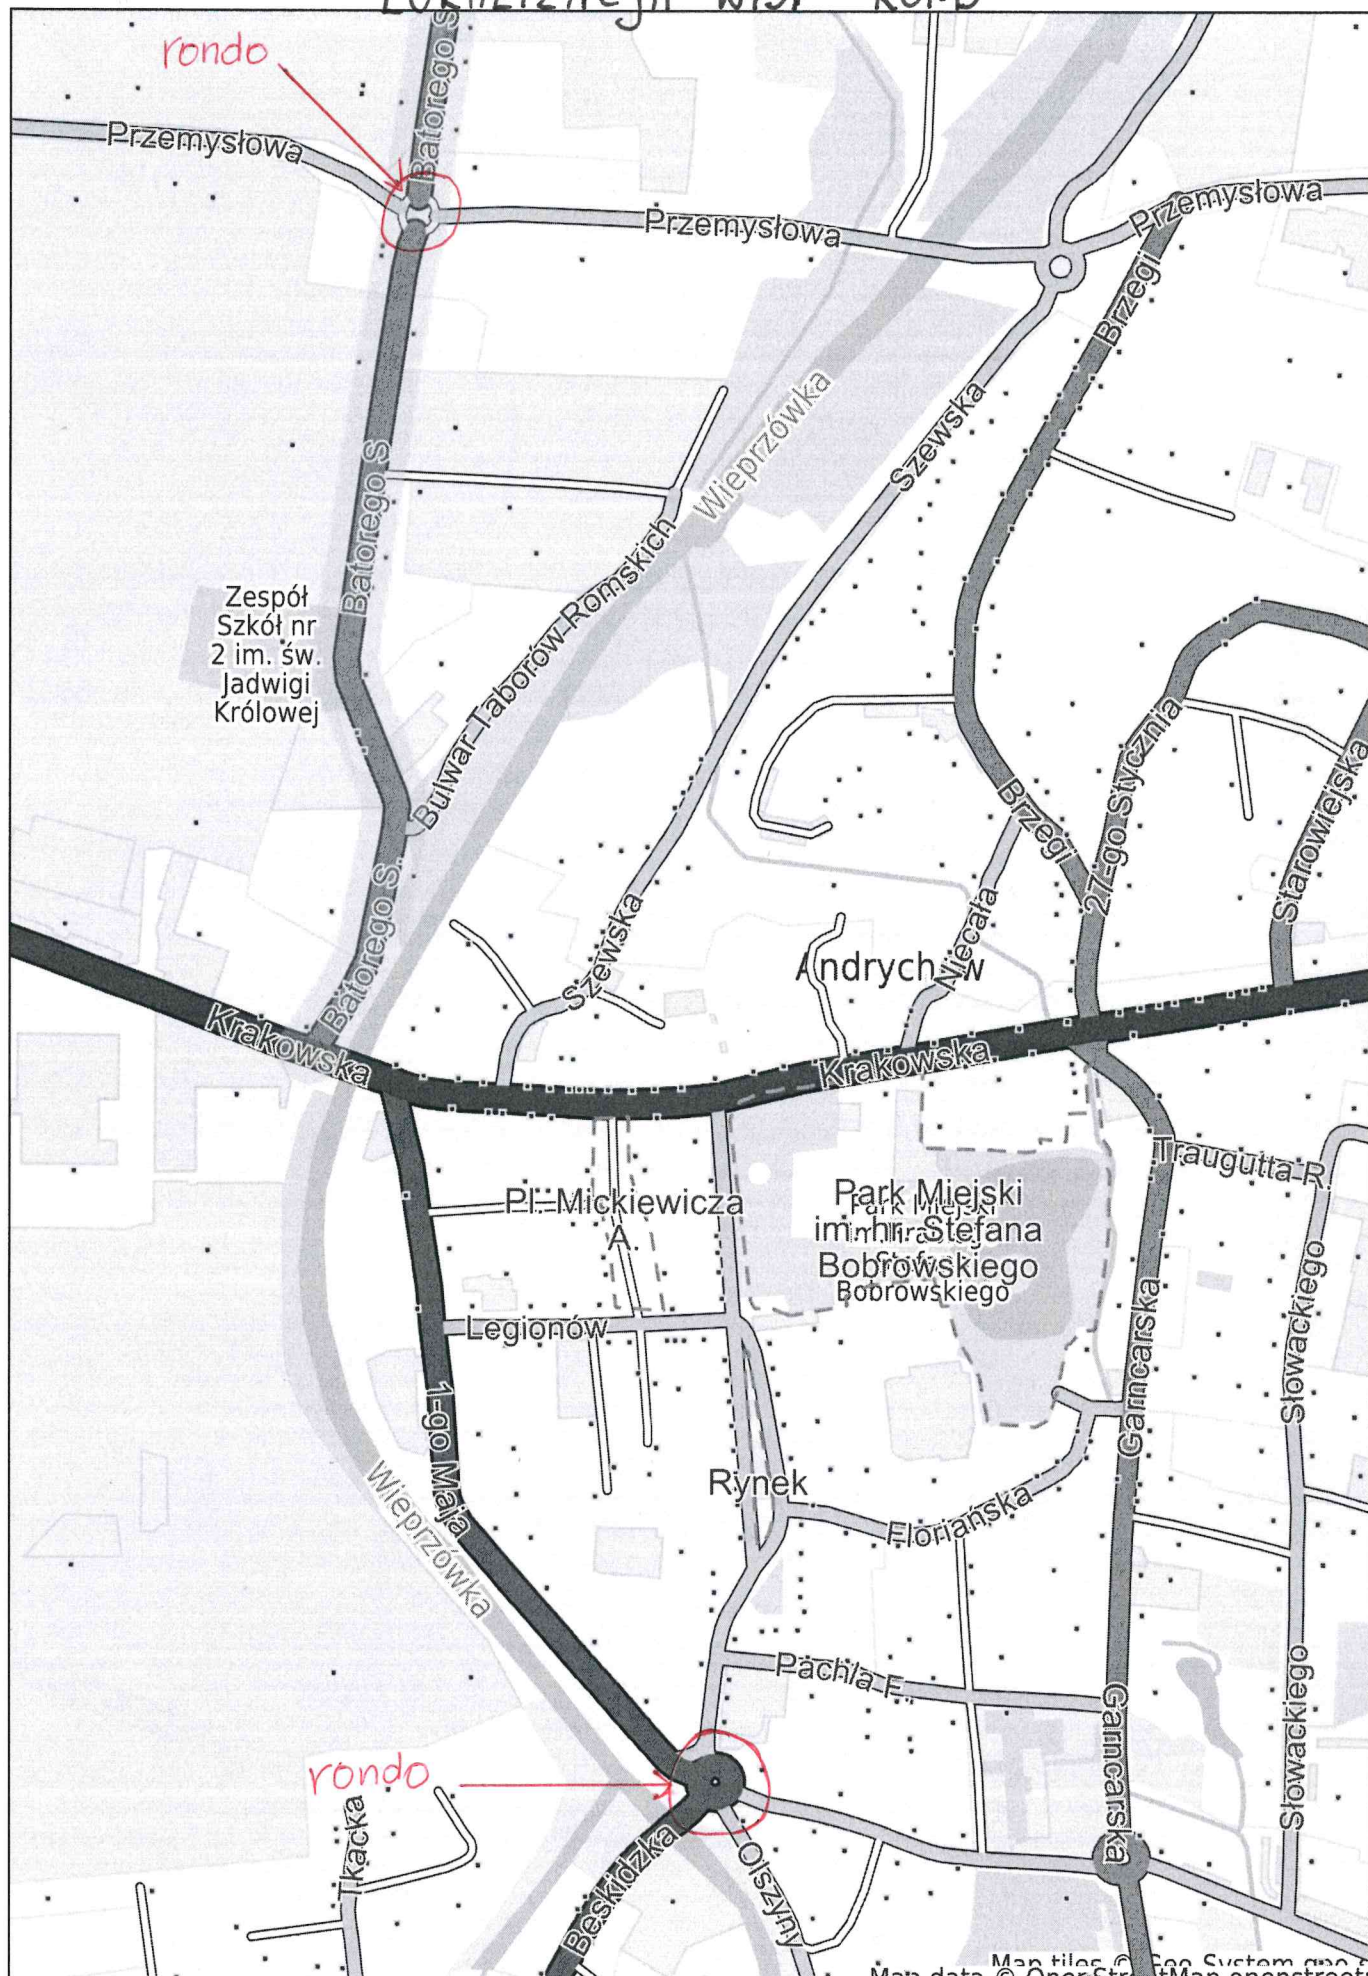 rondo
Batorego S
Przemysłowa
Przemysłowa
Przemysłowa
Brzegi
Wieprzówka
Szewska
Batorego S
Bulwar Taborów Romskich
Zespół
Szkół nr
2 im. św.
Jadwigi
Królowej
Brzegi
27-go Stycznia
Starowiejska
Batorego S.
Szewska
Niecała
Krakowska
Krakowska
Traugutta R.
Pl. Mickiewicza
A.
Park Miejski
im. hr. Stefana
Bobrowskiego
Bobrowskiego
Legionów
Garncarska
Słowackiego
1-go Maja
Wieprzówka
Rynek
Floriańska
Pachla F.
Garncarska
Słowackiego
rondo
Tkacka
Beskidzka
Olszyny